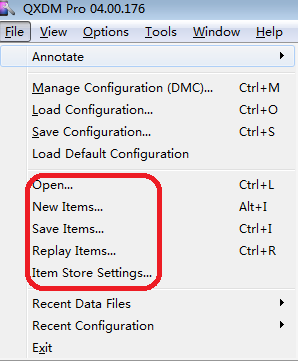 QXDM Pro 04.00.176
File View Options Tools Window Help
Annotate
Manage Configuration (DMC)... Ctrl+M
Load Configuration... Ctrl+O
Save Configuration... Ctrl+S
Load Default Configuration
Open... Ctrl+L
New Items... Alt+I
Save Items... Ctrl+I
Replay Items... Ctrl+R
Item Store Settings...
Recent Data Files
Recent Configuration
Exit